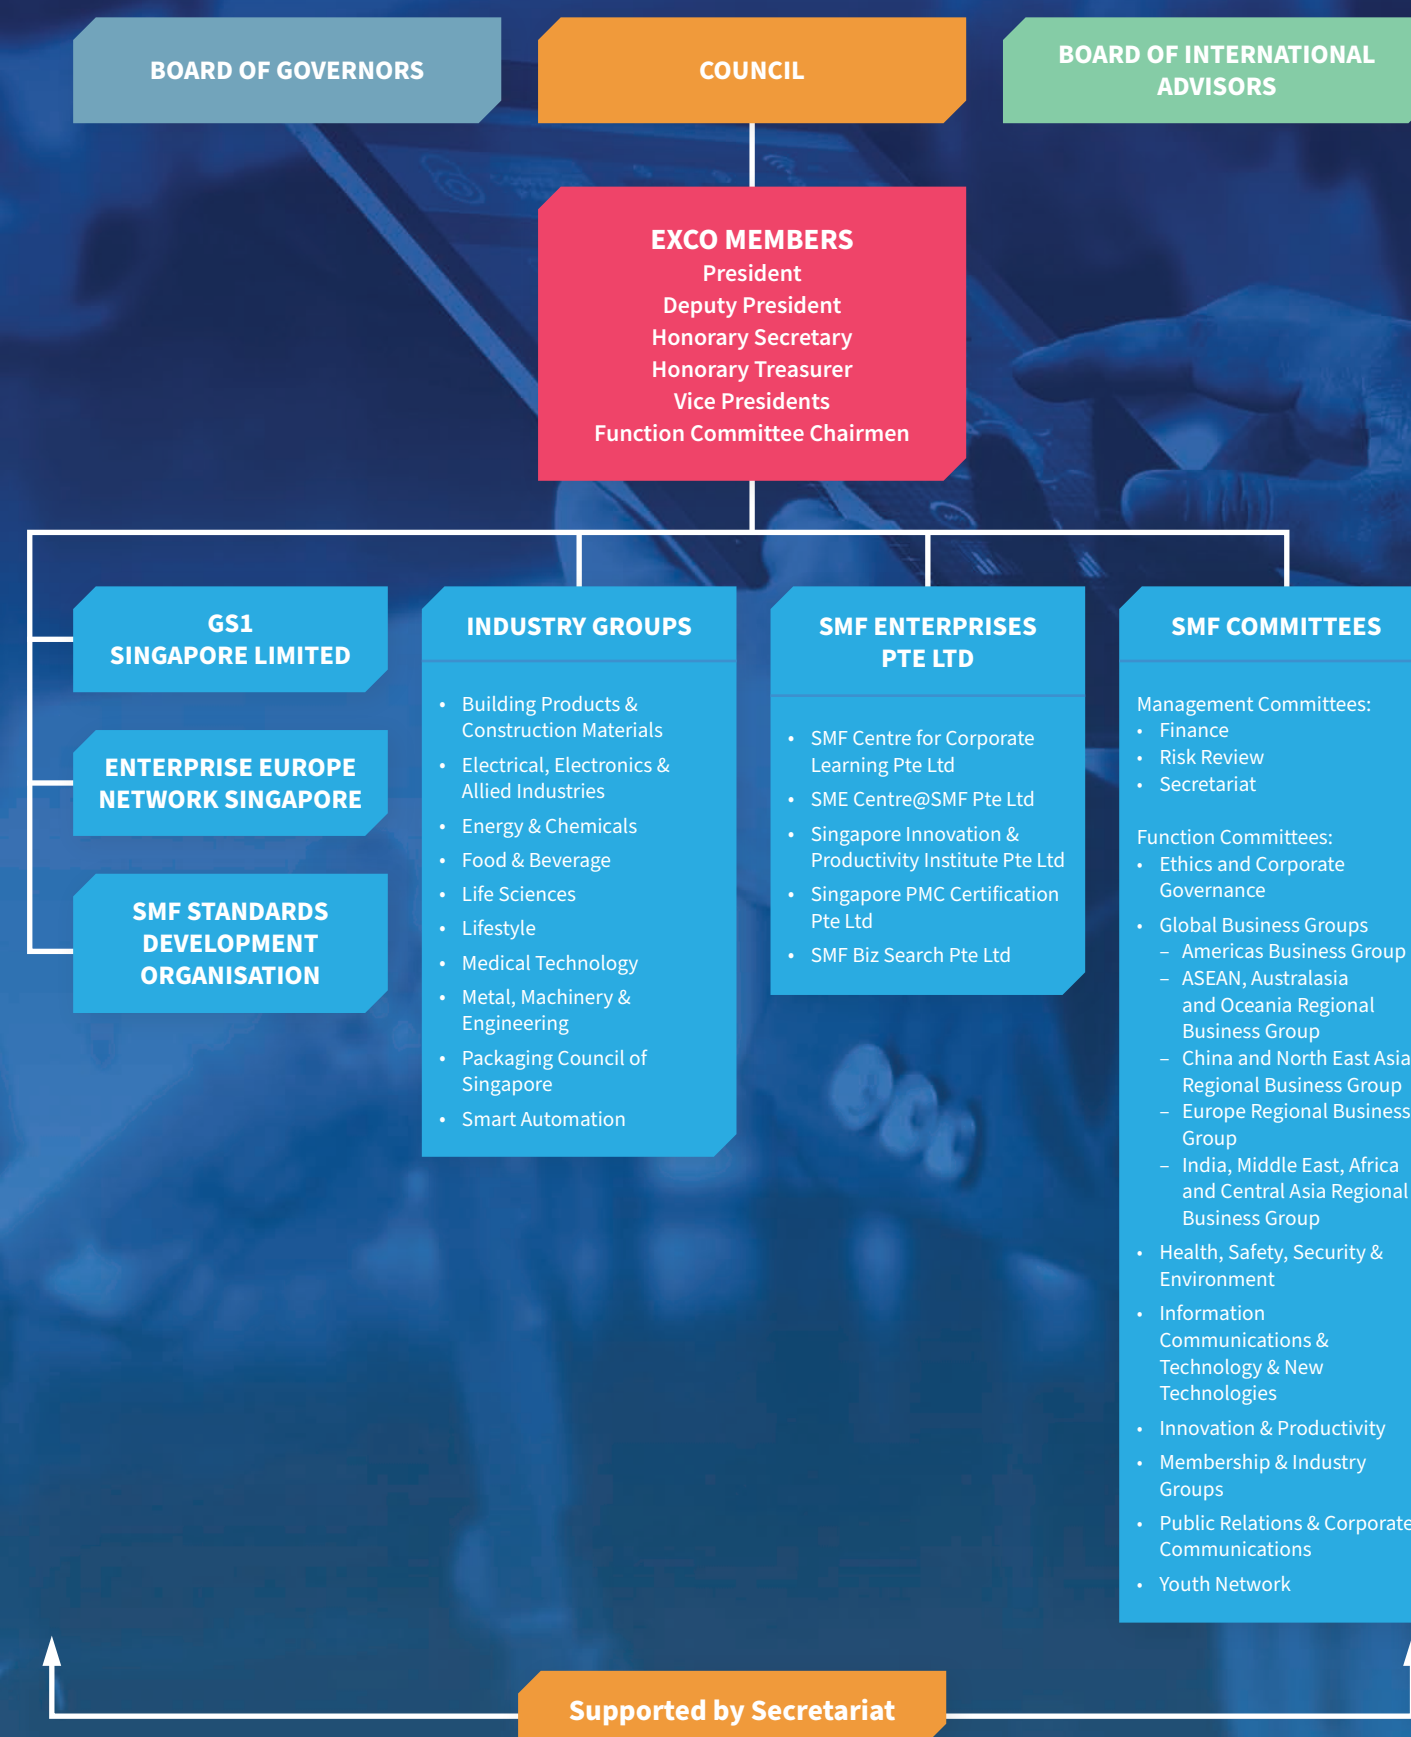 BOARD OF GOVERNORS
COUNCIL
BOARD OF INTERNATIONAL
ADVISORS
EXCO MEMBERS
President
Deputy President
Honorary Secretary
Honorary Treasurer
Vice Presidents
Function Committee Chairmen
GS1
SINGAPORE LIMITED
ENTERPRISE EUROPE
NETWORK SINGAPORE
SMF STANDARDS
DEVELOPMENT
ORGANISATION
INDUSTRY GROUPS
• Building Products &
Construction Materials
• Electrical, Electronics &
Allied Industries
• Energy & Chemicals
• Food & Beverage
• Life Sciences
• Lifestyle
• Medical Technology
• Metal, Machinery &
Engineering
• Packaging Council of
Singapore
• Smart Automation
SMF ENTERPRISES
PTE LTD
• SMF Centre for Corporate
Learning Pte Ltd
• SME Centre@SMF Pte Ltd
• Singapore Innovation &
Productivity Institute Pte Ltd
• Singapore PMC Certification
Pte Ltd
• SMF Biz Search Pte Ltd
SMF COMMITTEES
Management Committees:
• Finance
• Risk Review
• Secretariat
Function Committees:
• Ethics and Corporate
Governance
• Global Business Groups
– Americas Business Group
– ASEAN, Australasia
and Oceania Regional
Business Group
– China and North East Asia
Regional Business Group
– Europe Regional Business
Group
– India, Middle East, Africa
and Central Asia Regional
Business Group
• Health, Safety, Security &
Environment
• Information
Communications &
Technology & New
Technologies
• Innovation & Productivity
• Membership & Industry
Groups
• Public Relations & Corporate
Communications
• Youth Network
Supported by Secretariat